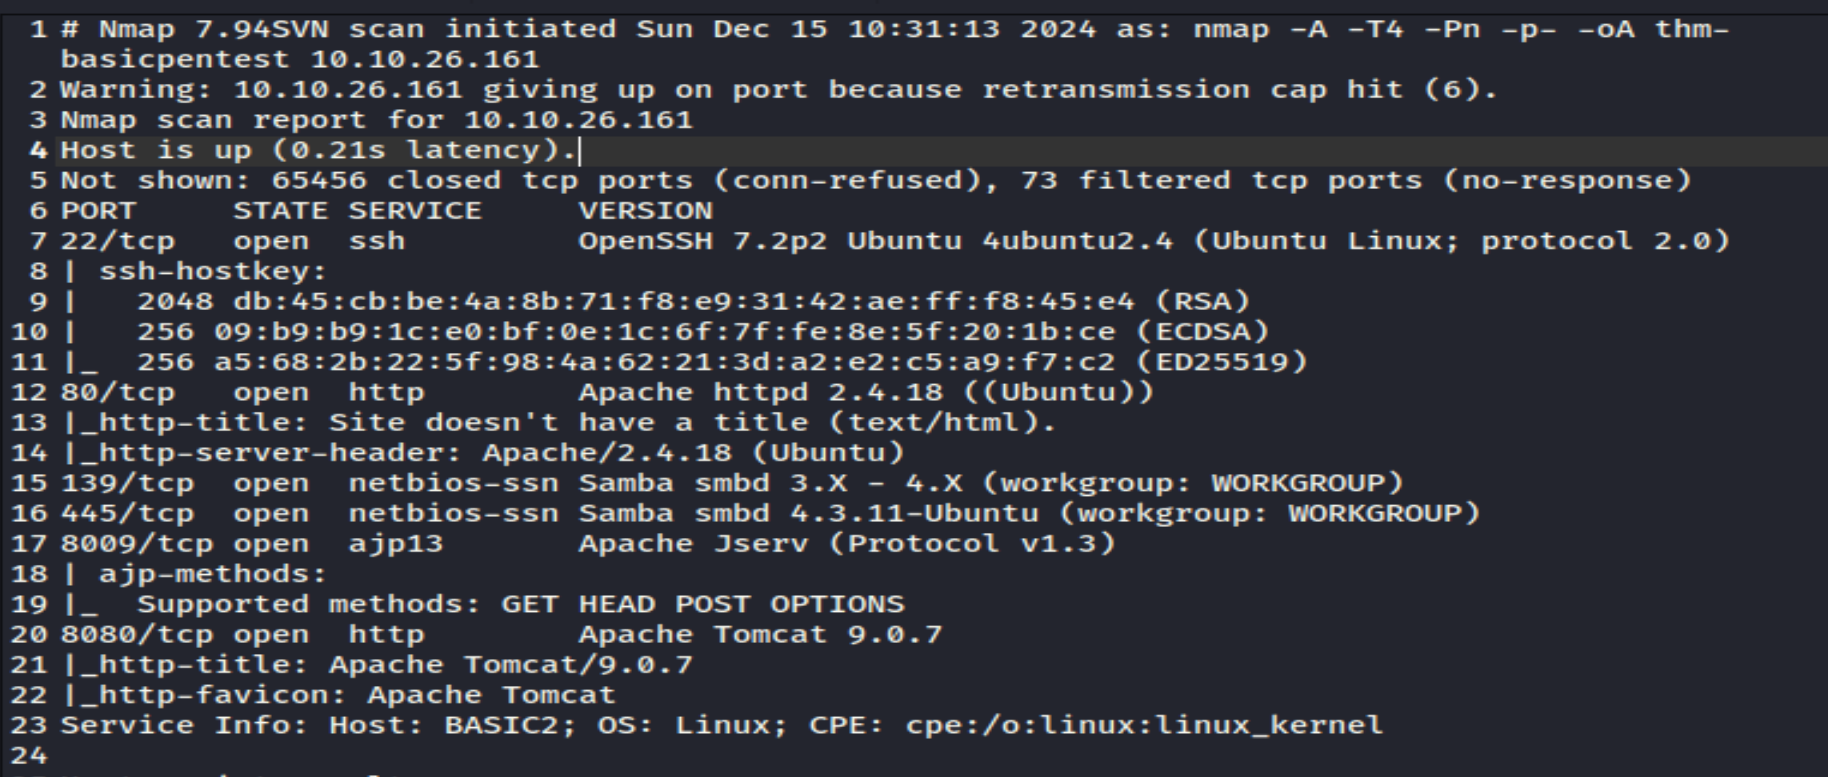 1 # Nmap 7.94SVN scan initiated Sun Dec 15 10:31:13 2024 as: nmap -A -T4 -Pn -p- -oA thm-
basicpentest 10.10.26.161
2 Warning: 10.10.26.161 giving up on port because retransmission cap hit (6).
3 Nmap scan report for 10.10.26.161
4 Host is up (0.21s latency).
5 Not shown: 65456 closed tcp ports (conn-refused), 73 filtered tcp ports (no-response)
6 PORT     STATE SERVICE     VERSION
7 22/tcp   open  ssh         OpenSSH 7.2p2 Ubuntu 4ubuntu2.4 (Ubuntu Linux; protocol 2.0)
8 | ssh-hostkey:
9 |   2048 db:45:cb:be:4a:8b:71:f8:e9:31:42:ae:ff:f8:45:e4 (RSA)
10 |   256 09:b9:b9:1c:e0:bf:0e:1c:6f:7f:fe:8e:5f:20:1b:ce (ECDSA)
11 |_  256 a5:68:2b:22:5f:98:4a:62:21:3d:a2:e2:c5:a9:f7:c2 (ED25519)
12 80/tcp   open  http        Apache httpd 2.4.18 ((Ubuntu))
13 |_http-title: Site doesn't have a title (text/html).
14 |_http-server-header: Apache/2.4.18 (Ubuntu)
15 139/tcp  open  netbios-ssn Samba smbd 3.X - 4.X (workgroup: WORKGROUP)
16 445/tcp  open  netbios-ssn Samba smbd 4.3.11-Ubuntu (workgroup: WORKGROUP)
17 8009/tcp open  ajp13       Apache Jserv (Protocol v1.3)
18 | ajp-methods:
19 |_  Supported methods: GET HEAD POST OPTIONS
20 8080/tcp open  http        Apache Tomcat 9.0.7
21 |_http-title: Apache Tomcat/9.0.7
22 |_http-favicon: Apache Tomcat
23 Service Info: Host: BASIC2; OS: Linux; CPE: cpe:/o:linux:linux_kernel
24